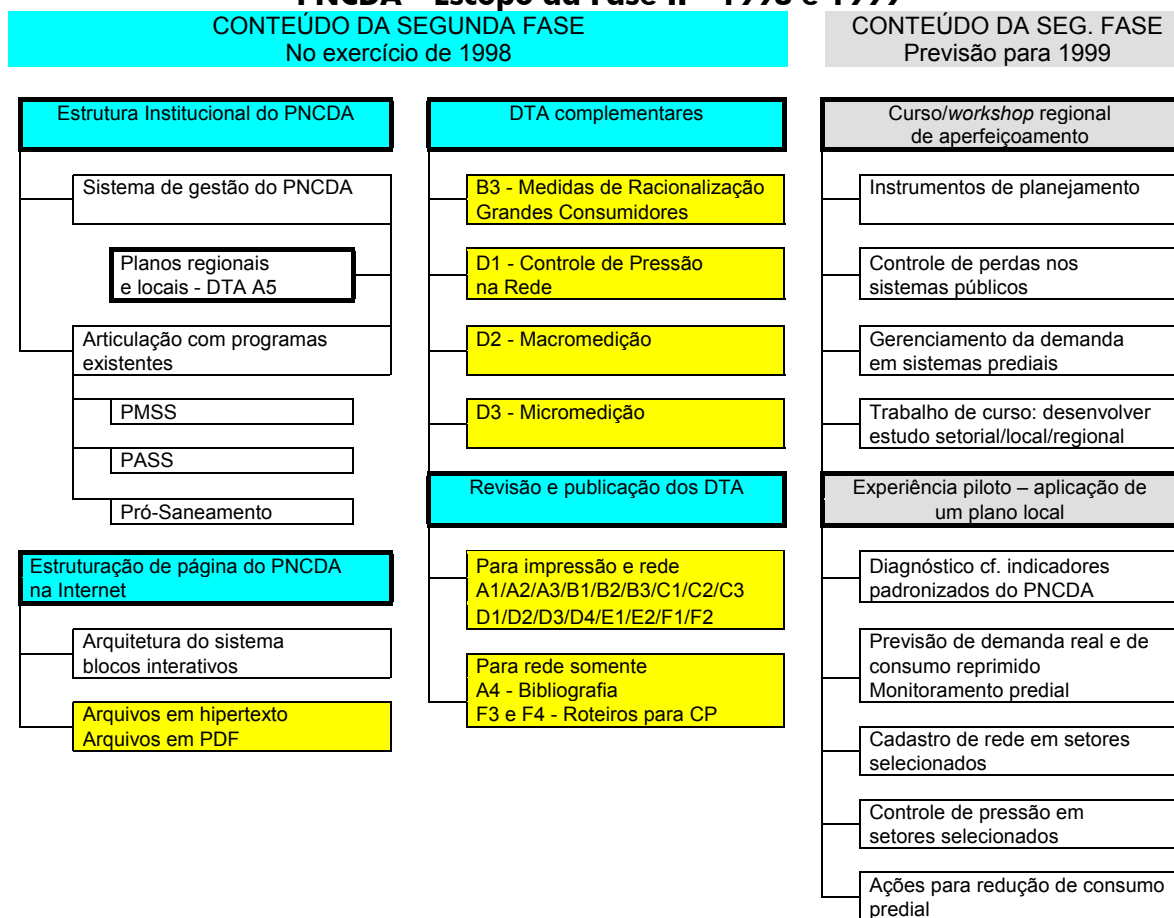 PNCDA - Escopo da Fase II - 1998 e 1999
CONTEÚDO DA SEGUNDA FASE
No exercício de 1998
Estrutura Institucional do PNCDA
Sistema de gestão do PNCDA
Planos regionais
e locais - DTA A5
Articulação com programas
existentes
PMSS
PASS
Pró-Saneamento
Estruturação de página do PNCDA
na Internet
Arquitetura do sistema
blocos interativos
Arquivos em hipertexto
Arquivos em PDF
DTA complementares
B3 - Medidas de Racionalização
Grandes Consumidores
D1 - Controle de Pressão
na Rede
D2 - Macromedição
D3 - Micromedição
Revisão e publicação dos DTA
Para impressão e rede
A1/A2/A3/B1/B2/B3/C1/C2/C3
D1/D2/D3/D4/E1/E2/F1/F2
Para rede somente
A4 - Bibliografia
F3 e F4 - Roteiros para CP
CONTEÚDO DA SEG. FASE
Previsão para 1999
Curso/workshop regional
de aperfeiçoamento
Instrumentos de planejamento
Controle de perdas nos
sistemas públicos
Gerenciamento da demanda
em sistemas prediais
Trabalho de curso: desenvolver
estudo setorial/local/regional
Experiência piloto – aplicação de
um plano local
Diagnóstico cf. indicadores
padronizados do PNCDA
Previsão de demanda real e de
consumo reprimido
Monitoramento predial
Cadastro de rede em setores
selecionados
Controle de pressão em
setores selecionados
Ações para redução de consumo
predial